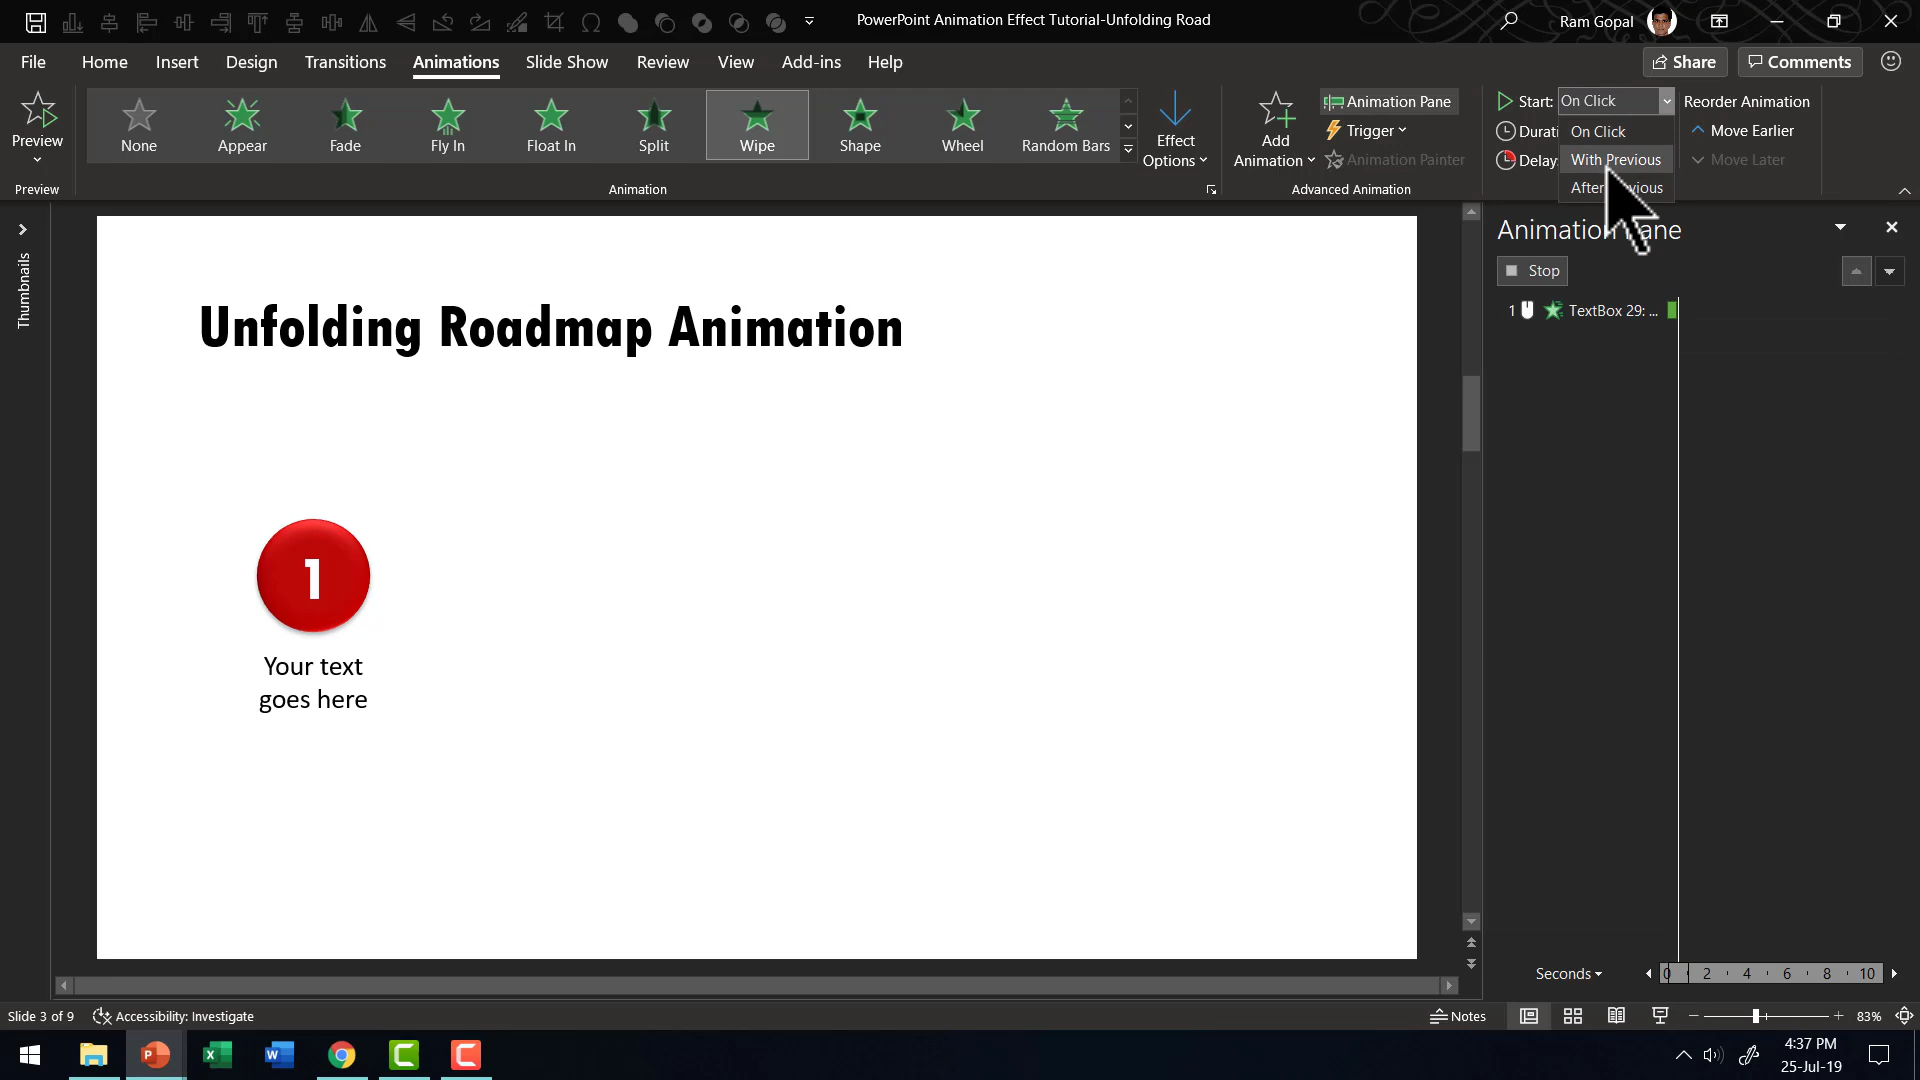 PowerPoint Animation Effect Tutorial-Unfolding Road
Ram Gopal
File Home Insert Design Transitions Animations Slide Show Review View Add-ins Help
Share Comments
Preview
None Appear Fade Fly In Float In Split Wipe Shape Wheel Random Bars
Effect Options
Add Animation
Animation Pane
Trigger
Animation Painter
Start: On Click
Reorder Animation
On Click
Move Earlier
With Previous
Move Later
Preview Animation Advanced Animation
Thumbnails
Stop
1 TextBox 29: ...
Unfolding Roadmap Animation
1
Your text
goes here
Seconds 0 2 4 6 8 10
Slide 3 of 9 Accessibility: Investigate Notes 83%
4:37 PM
25-Jul-19